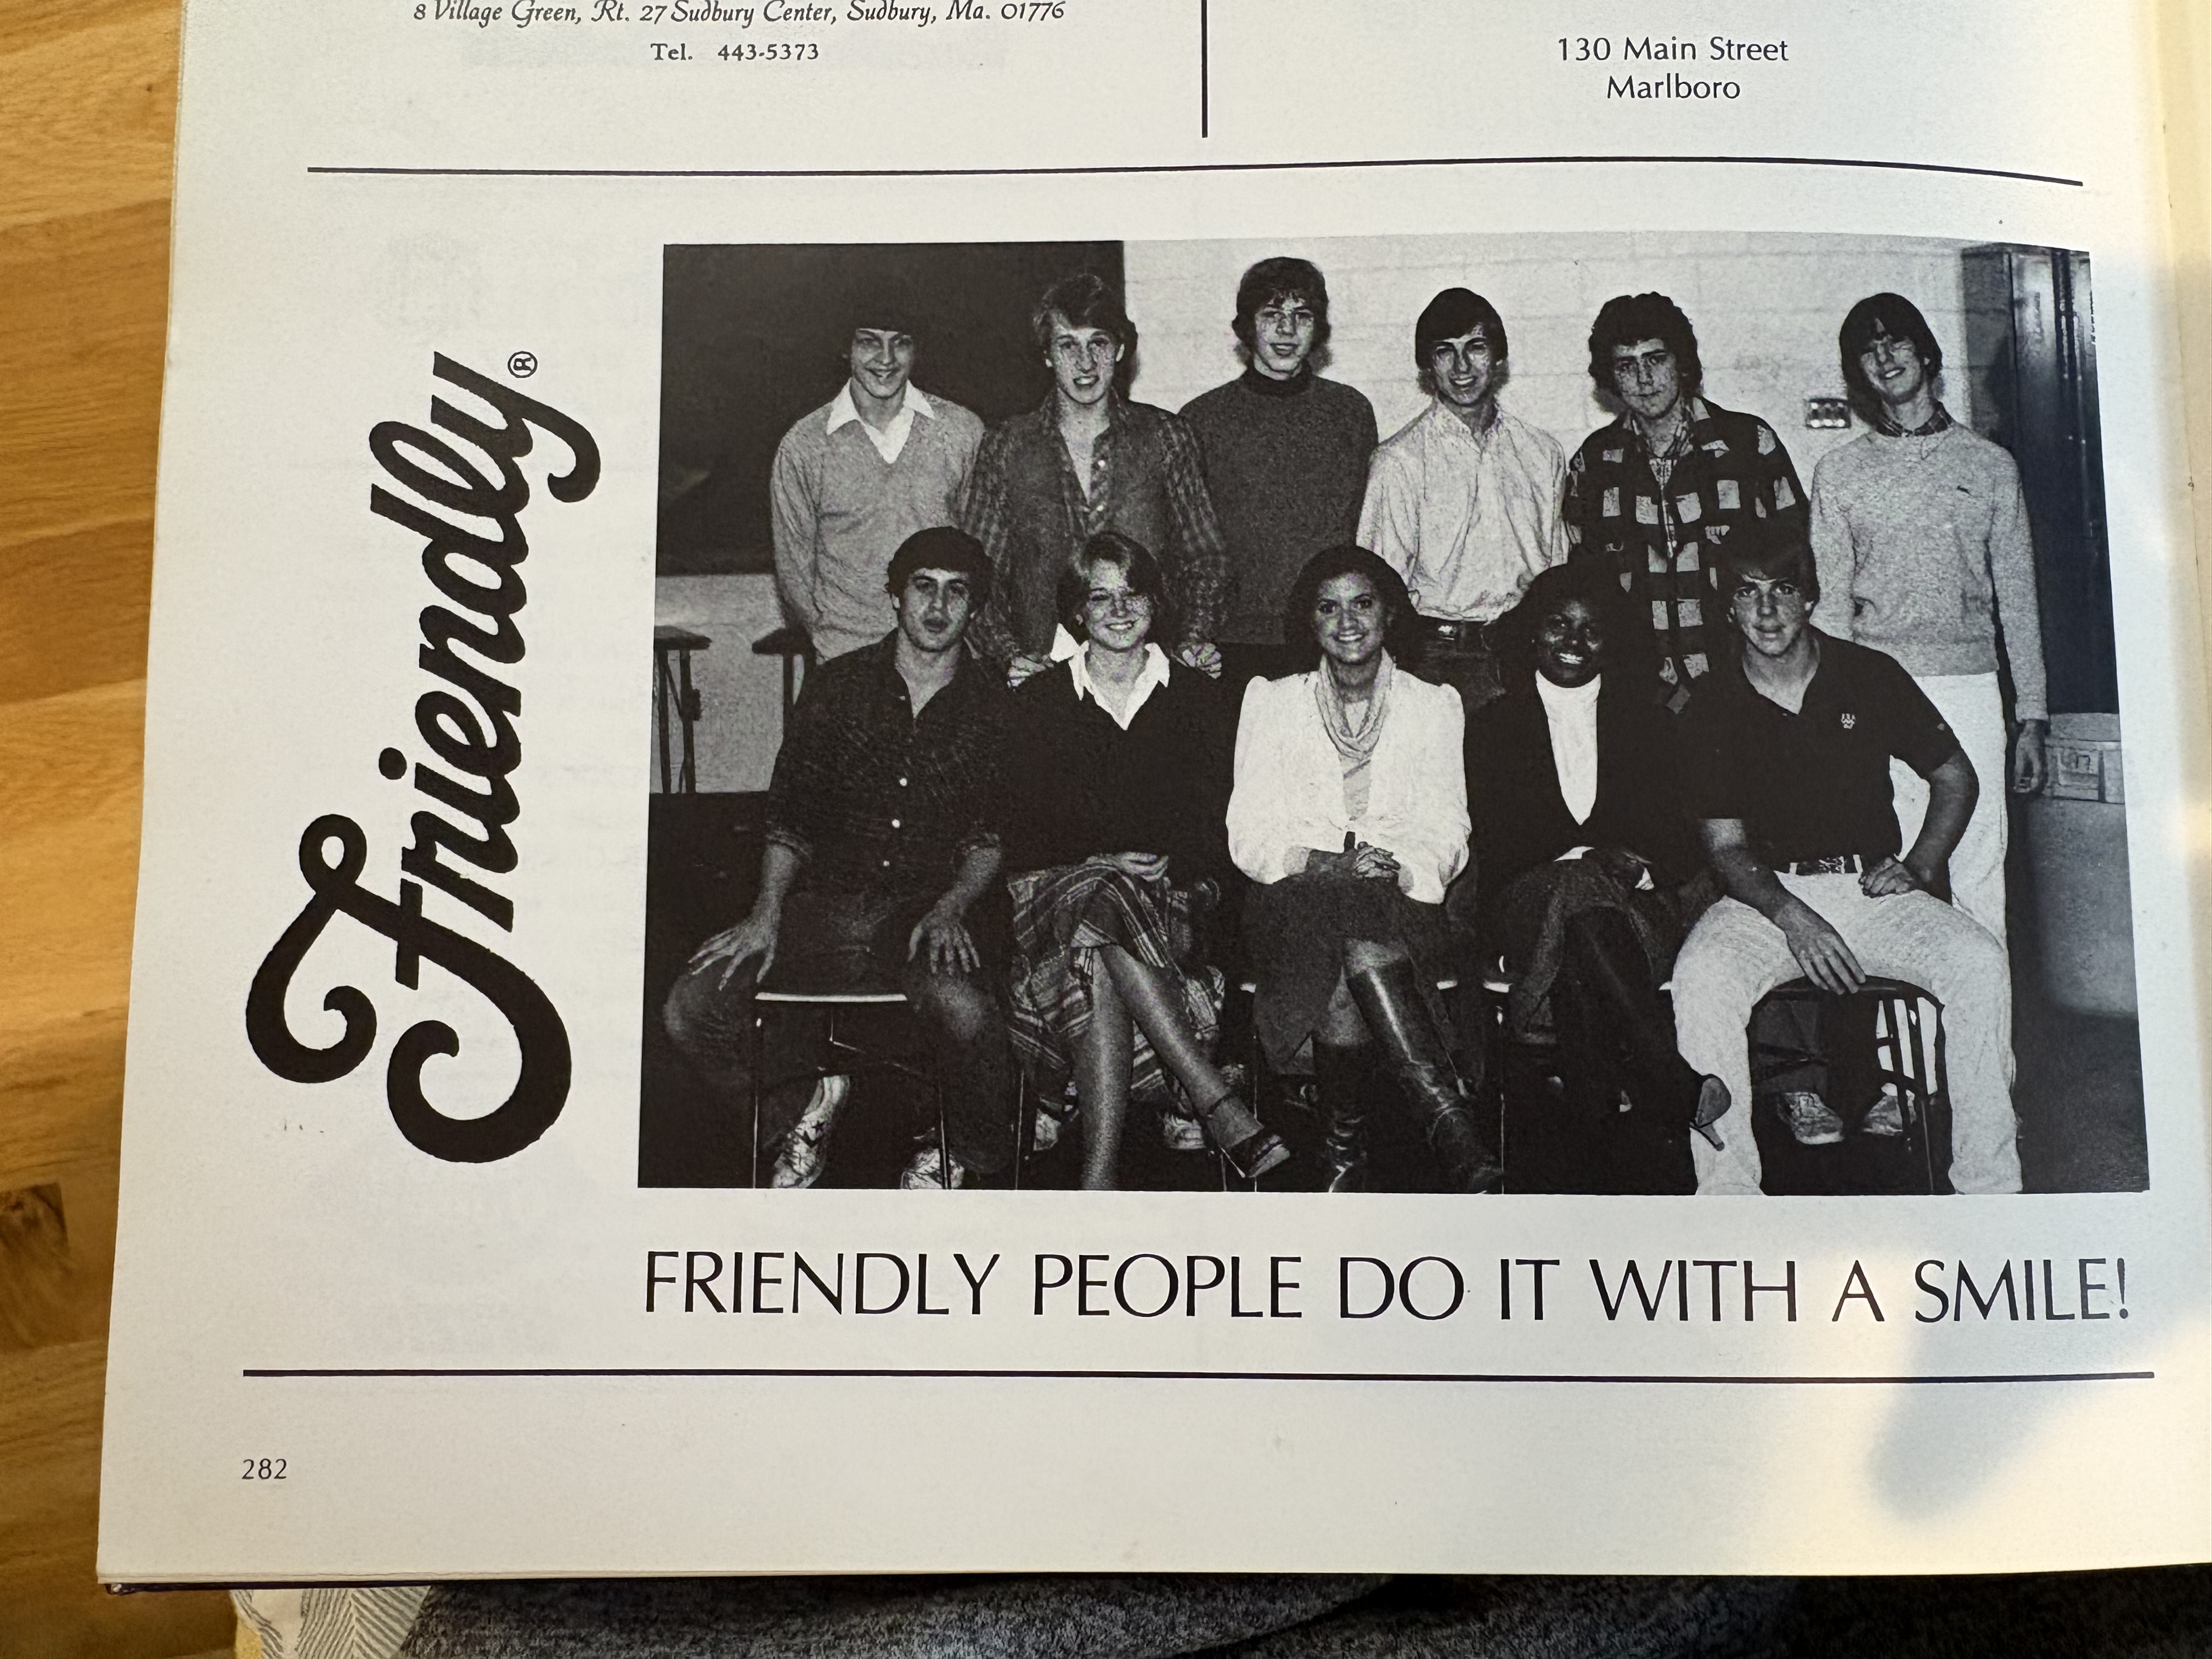 8 Village Green, Rt. 27 Sudbury Center, Sudbury, Ma. 01776
Tel. 443-5373
130 Main Street
Marlboro
Friendly®
FRIENDLY PEOPLE DO IT WITH A SMILE!
282